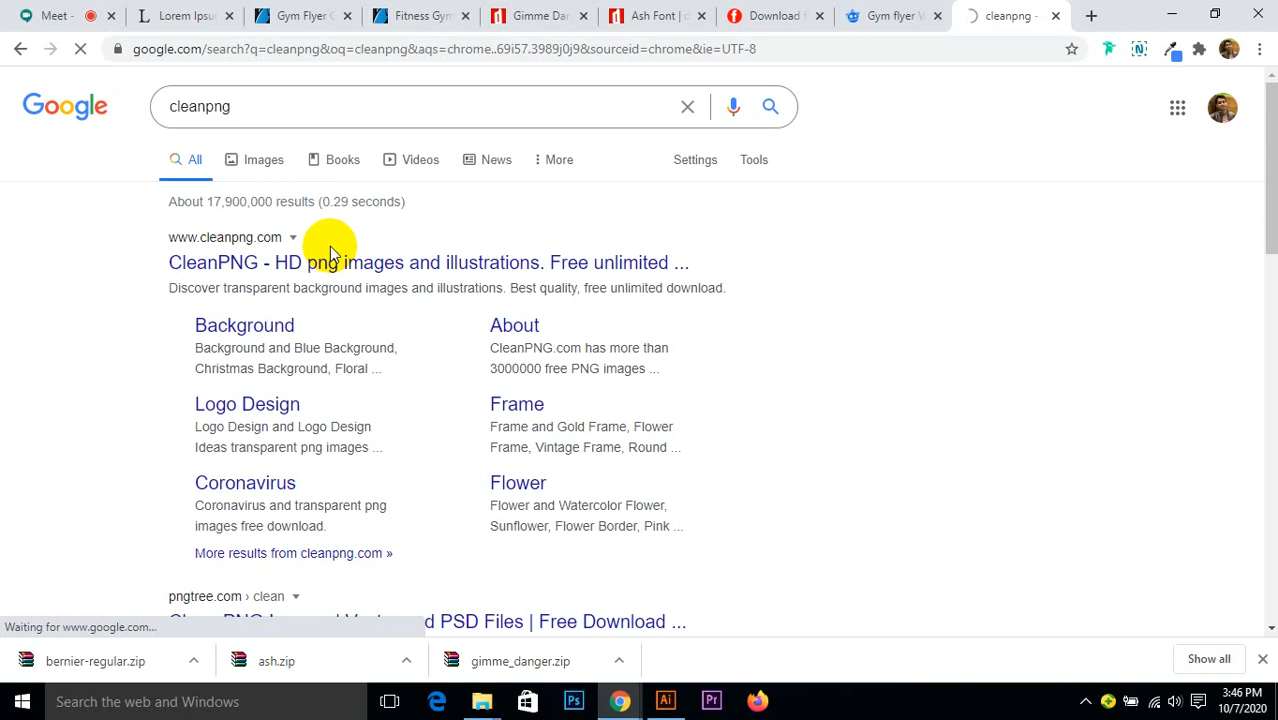 Meet -
Lorem Ipsu
Gym Flyer C
Fitness Gym
Gimme Dan
Ash Font | d
Download f
Gym flyer V
cleanpng -
google.com/search?q=cleanpng&oq=cleanpng&aqs=chrome..69i57.3989j0j9&sourceid=chrome&ie=UTF-8
Google
cleanpng
All
Images
Books
Videos
News
More
Settings
Tools
About 17,900,000 results (0.29 seconds)
www.cleanpng.com
CleanPNG - HD png images and illustrations. Free unlimited ...
Discover transparent background images and illustrations. Best quality, free unlimited download.
Background
Background and Blue Background,
Christmas Background, Floral ...
About
CleanPNG.com has more than
3000000 free PNG images ...
Logo Design
Logo Design and Logo Design
Ideas transparent png images ...
Frame
Frame and Gold Frame, Flower
Frame, Vintage Frame, Round ...
Coronavirus
Coronavirus and transparent png
images free download.
Flower
Flower and Watercolor Flower,
Sunflower, Flower Border, Pink ...
More results from cleanpng.com »
pngtree.com › clean
PSD Files | Free Download ...
Waiting for www.google.com...
bernier-regular.zip
ash.zip
gimme_danger.zip
Show all
Search the web and Windows
Ps
Ai
Pr
3:46 PM
10/7/2020